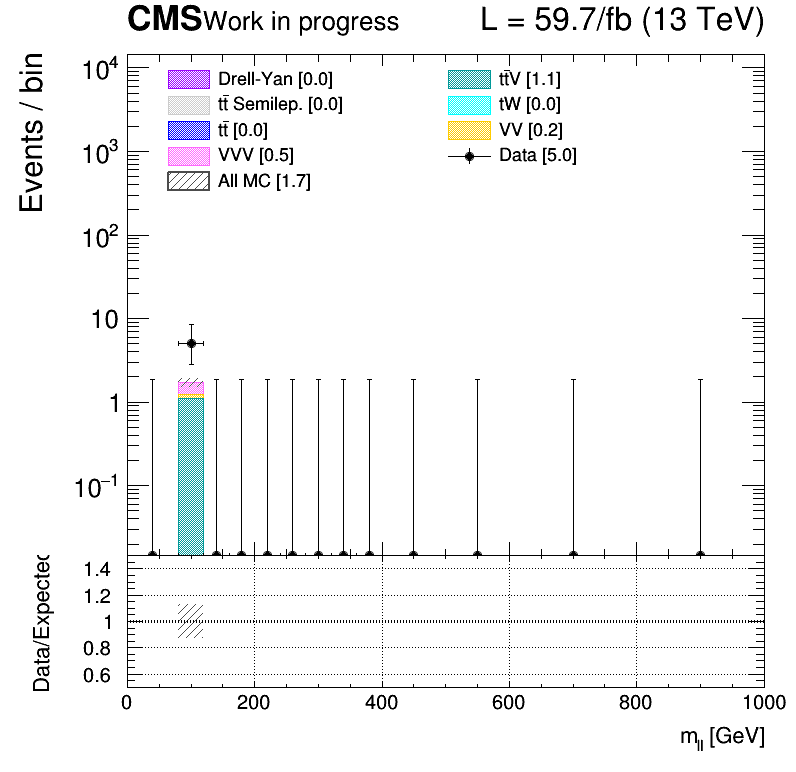 CMS Work in progress L = 59.7/fb (13 TeV)
Events / bin
10⁴
10³
10²
10
1
10⁻¹
Drell-Yan [0.0]
tt̄ Semilep. [0.0]
tt̄ [0.0]
VVV [0.5]
All MC [1.7]
tt̄V [1.1]
tW [0.0]
VV [0.2]
Data [5.0]
Data/Expected
1.4
1.2
1
0.8
0.6
0 200 400 600 800 1000
mll [GeV]